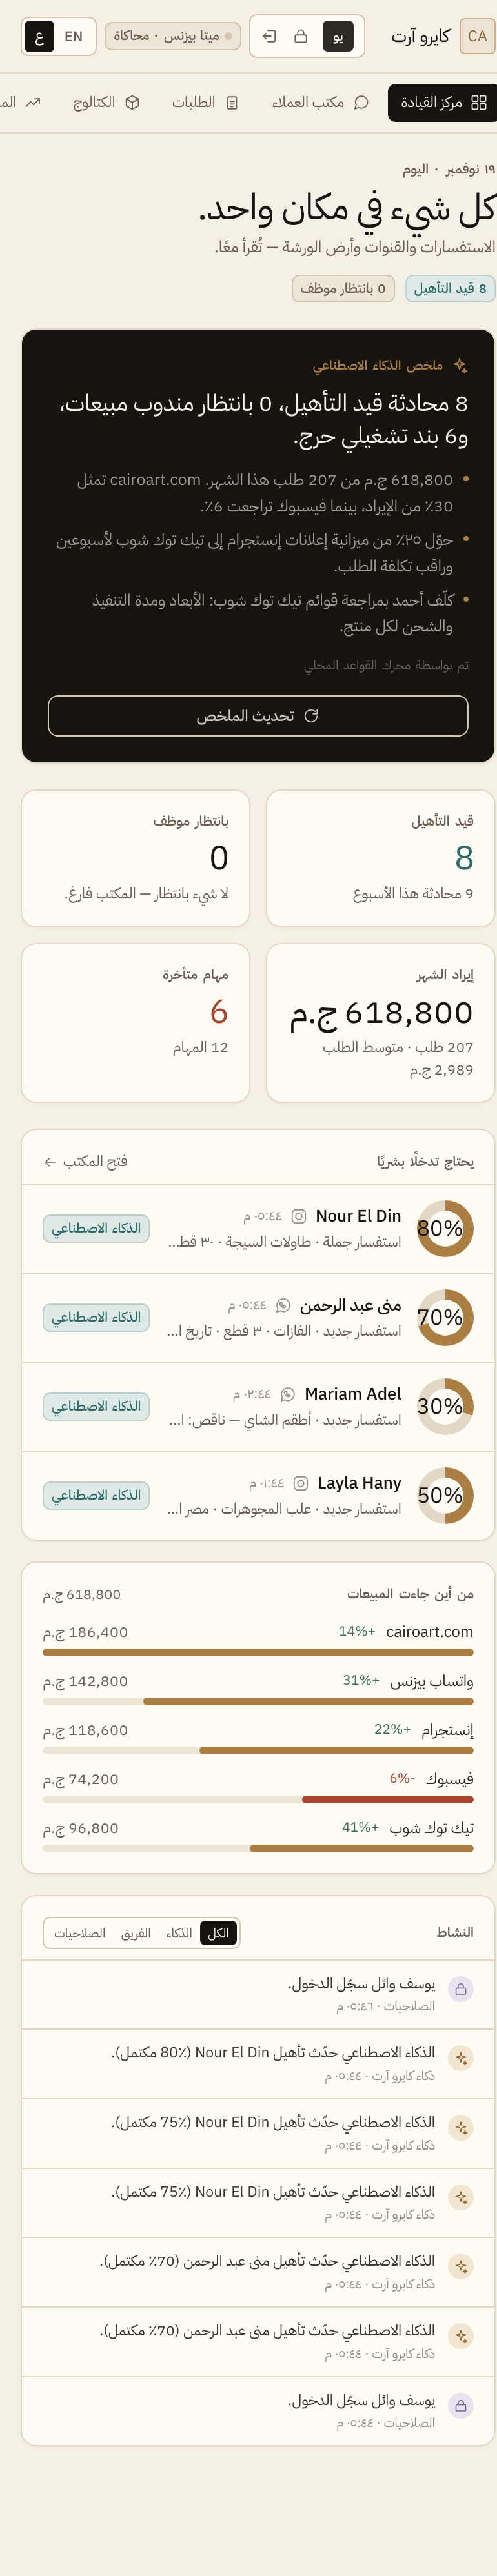 CA كايرو آرت
يو
ميتا بيزنس · محاكاة
EN ع
مركز القيادة
مكتب العملاء
الطلبات
الكتالوج
١٩ نوفمبر · اليوم
كل شيء في مكان واحد.
الاستفسارات والقنوات وأرض الورشة — تُقرأ معًا.
8 قيد التأهيل
0 بانتظار موظف
ملخص الذكاء الاصطناعي
8 محادثة قيد التأهيل، 0 بانتظار مندوب مبيعات،
و6 بند تشغيلي حرج.
618,800 ج.م من 207 طلب هذا الشهر. cairoart.com تمثل
30٪ من الإيراد، بينما فيسبوك تراجعت 6٪.
حوّل ٢٥٪ من ميزانية إعلانات إنستجرام إلى تيك توك شوب لأسبوعين
وراقب تكلفة الطلب.
كلّف أحمد بمراجعة قوائم تيك توك شوب: الأبعاد ومدة التنفيذ
والشحن لكل منتج.
تم بواسطة محرك القواعد المحلي
تحديث الملخص
قيد التأهيل
8
9 محادثة هذا الأسبوع
بانتظار موظف
0
لا شيء بانتظار — المكتب فارغ.
إيراد الشهر
618,800 ج.م
207 طلب · متوسط الطلب
2,989 ج.م
مهام متأخرة
6
12 المهام
يحتاج تدخلًا بشريًا
فتح المكتب ←
80%
Nour El Din ٠٥:٤٤ م
استفسار جملة · طاولات السيجة · ٣٠ قط...
الذكاء الاصطناعي
70%
منى عبد الرحمن ٠٥:٤٤ م
استفسار جديد · الفازات · ٣ قطع · تاريخ ا...
الذكاء الاصطناعي
30%
Mariam Adel ٠٢:٤٤ م
استفسار جديد · أطقم الشاي — ناقص: ا...
الذكاء الاصطناعي
50%
Layla Hany ٠١:٤٤ م
استفسار جديد · علب المجوهرات · مصر ا...
الذكاء الاصطناعي
من أين جاءت المبيعات
618,800 ج.م
cairoart.com +14% 186,400 ج.م
واتساب بيزنس +31% 142,800 ج.م
إنستجرام +22% 118,600 ج.م
فيسبوك -6% 74,200 ج.م
تيك توك شوب +41% 96,800 ج.م
النشاط
الكل الذكاء الفريق الصلاحيات
يوسف وائل سجّل الدخول.
الصلاحيات · ٠٥:٤٦ م
الذكاء الاصطناعي حدّث تأهيل Nour El Din (80٪ مكتمل).
ذكاء كايرو آرت · ٠٥:٤٤ م
الذكاء الاصطناعي حدّث تأهيل Nour El Din (75٪ مكتمل).
ذكاء كايرو آرت · ٠٥:٤٤ م
الذكاء الاصطناعي حدّث تأهيل Nour El Din (75٪ مكتمل).
ذكاء كايرو آرت · ٠٥:٤٤ م
الذكاء الاصطناعي حدّث تأهيل منى عبد الرحمن (70٪ مكتمل).
ذكاء كايرو آرت · ٠٥:٤٤ م
الذكاء الاصطناعي حدّث تأهيل منى عبد الرحمن (70٪ مكتمل).
ذكاء كايرو آرت · ٠٥:٤٤ م
يوسف وائل سجّل الدخول.
الصلاحيات · ٠٥:٤٤ م